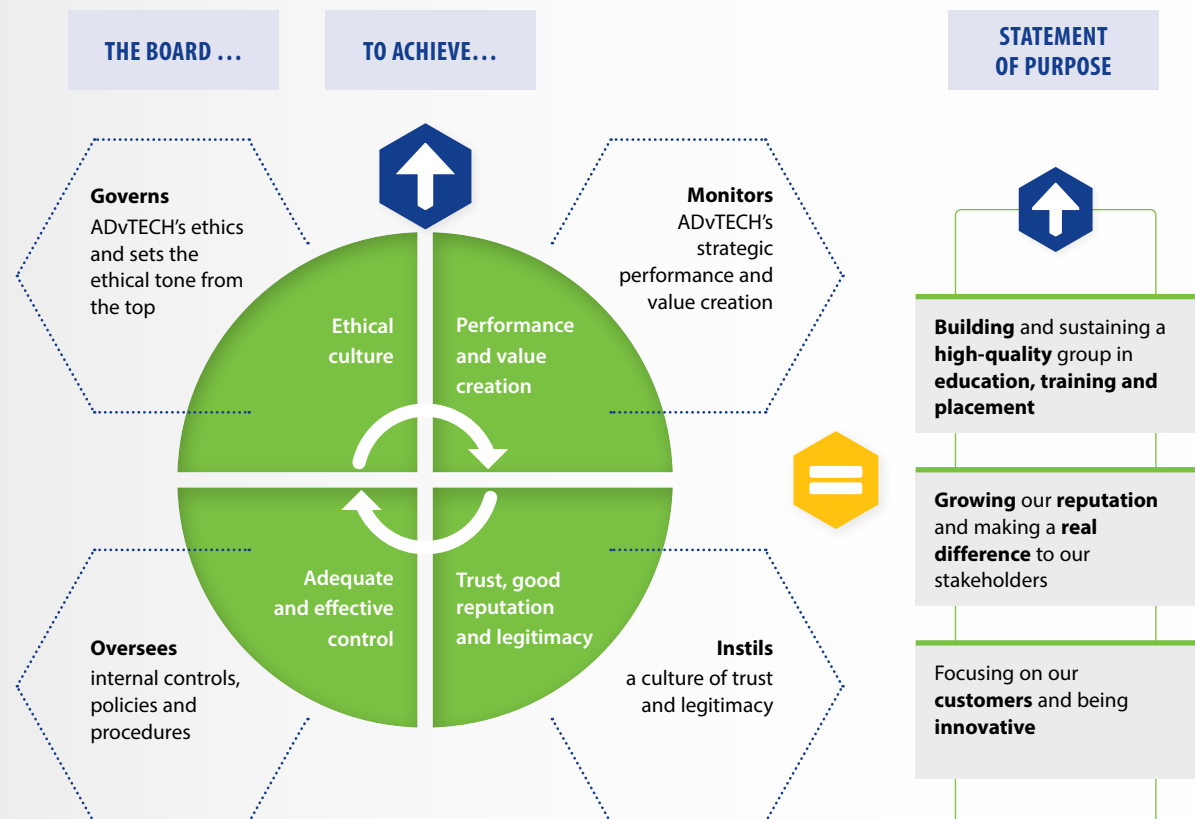 THE BOARD …
TO ACHIEVE…
STATEMENT
OF PURPOSE
Governs
ADvTECH’s ethics
and sets the
ethical tone from
the top
Monitors
ADvTECH’s
strategic
performance and
value creation
Ethical
culture
Performance
and value
creation
Adequate
and effective
control
Trust, good
reputation
and legitimacy
Oversees
internal controls,
policies and
procedures
Instils
a culture of trust
and legitimacy
Building and sustaining a
high-quality group in
education, training and
placement
Growing our reputation
and making a real
difference to our
stakeholders
Focusing on our
customers and being
innovative